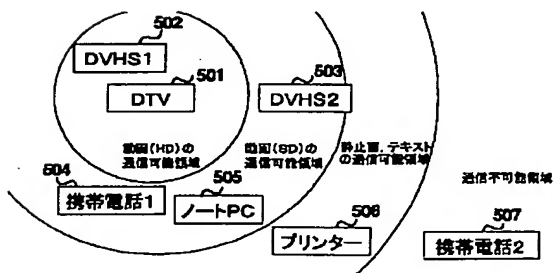 502
DVHS1
501
DTV
503
DVHS2
動画(HD)の
通信可能領域
動画(SD)の
通信可能領域
静止画,テキスト
の通信可能領域
通信不可能領域
504
携帯電話1
505
ノートPC
506
プリンター
507
携帯電話2